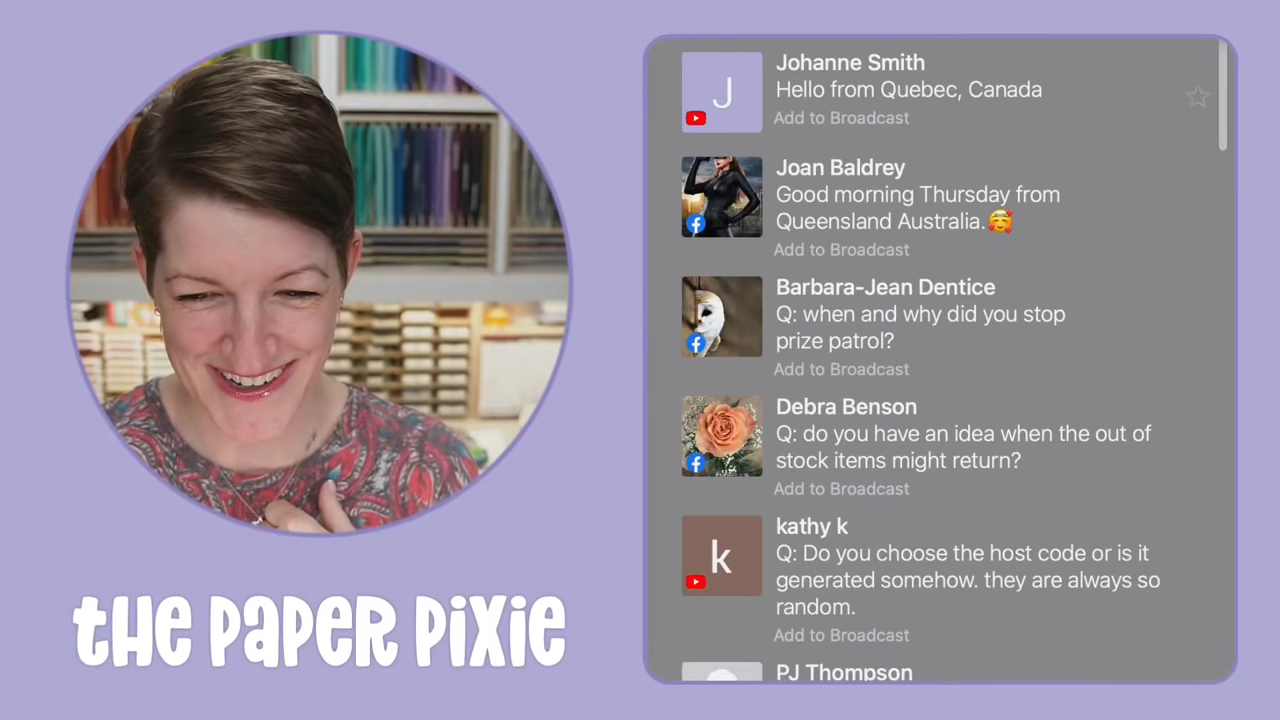 Johanne Smith
Hello from Quebec, Canada
Add to Broadcast
Joan Baldrey
Good morning Thursday from
Queensland Australia.🥰
Add to Broadcast
Barbara-Jean Dentice
Q: when and why did you stop
prize patrol?
Add to Broadcast
Debra Benson
Q: do you have an idea when the out of
stock items might return?
Add to Broadcast
kathy k
Q: Do you choose the host code or is it
generated somehow. they are always so
random.
Add to Broadcast
PJ Thompson
J
k
the paper pixie